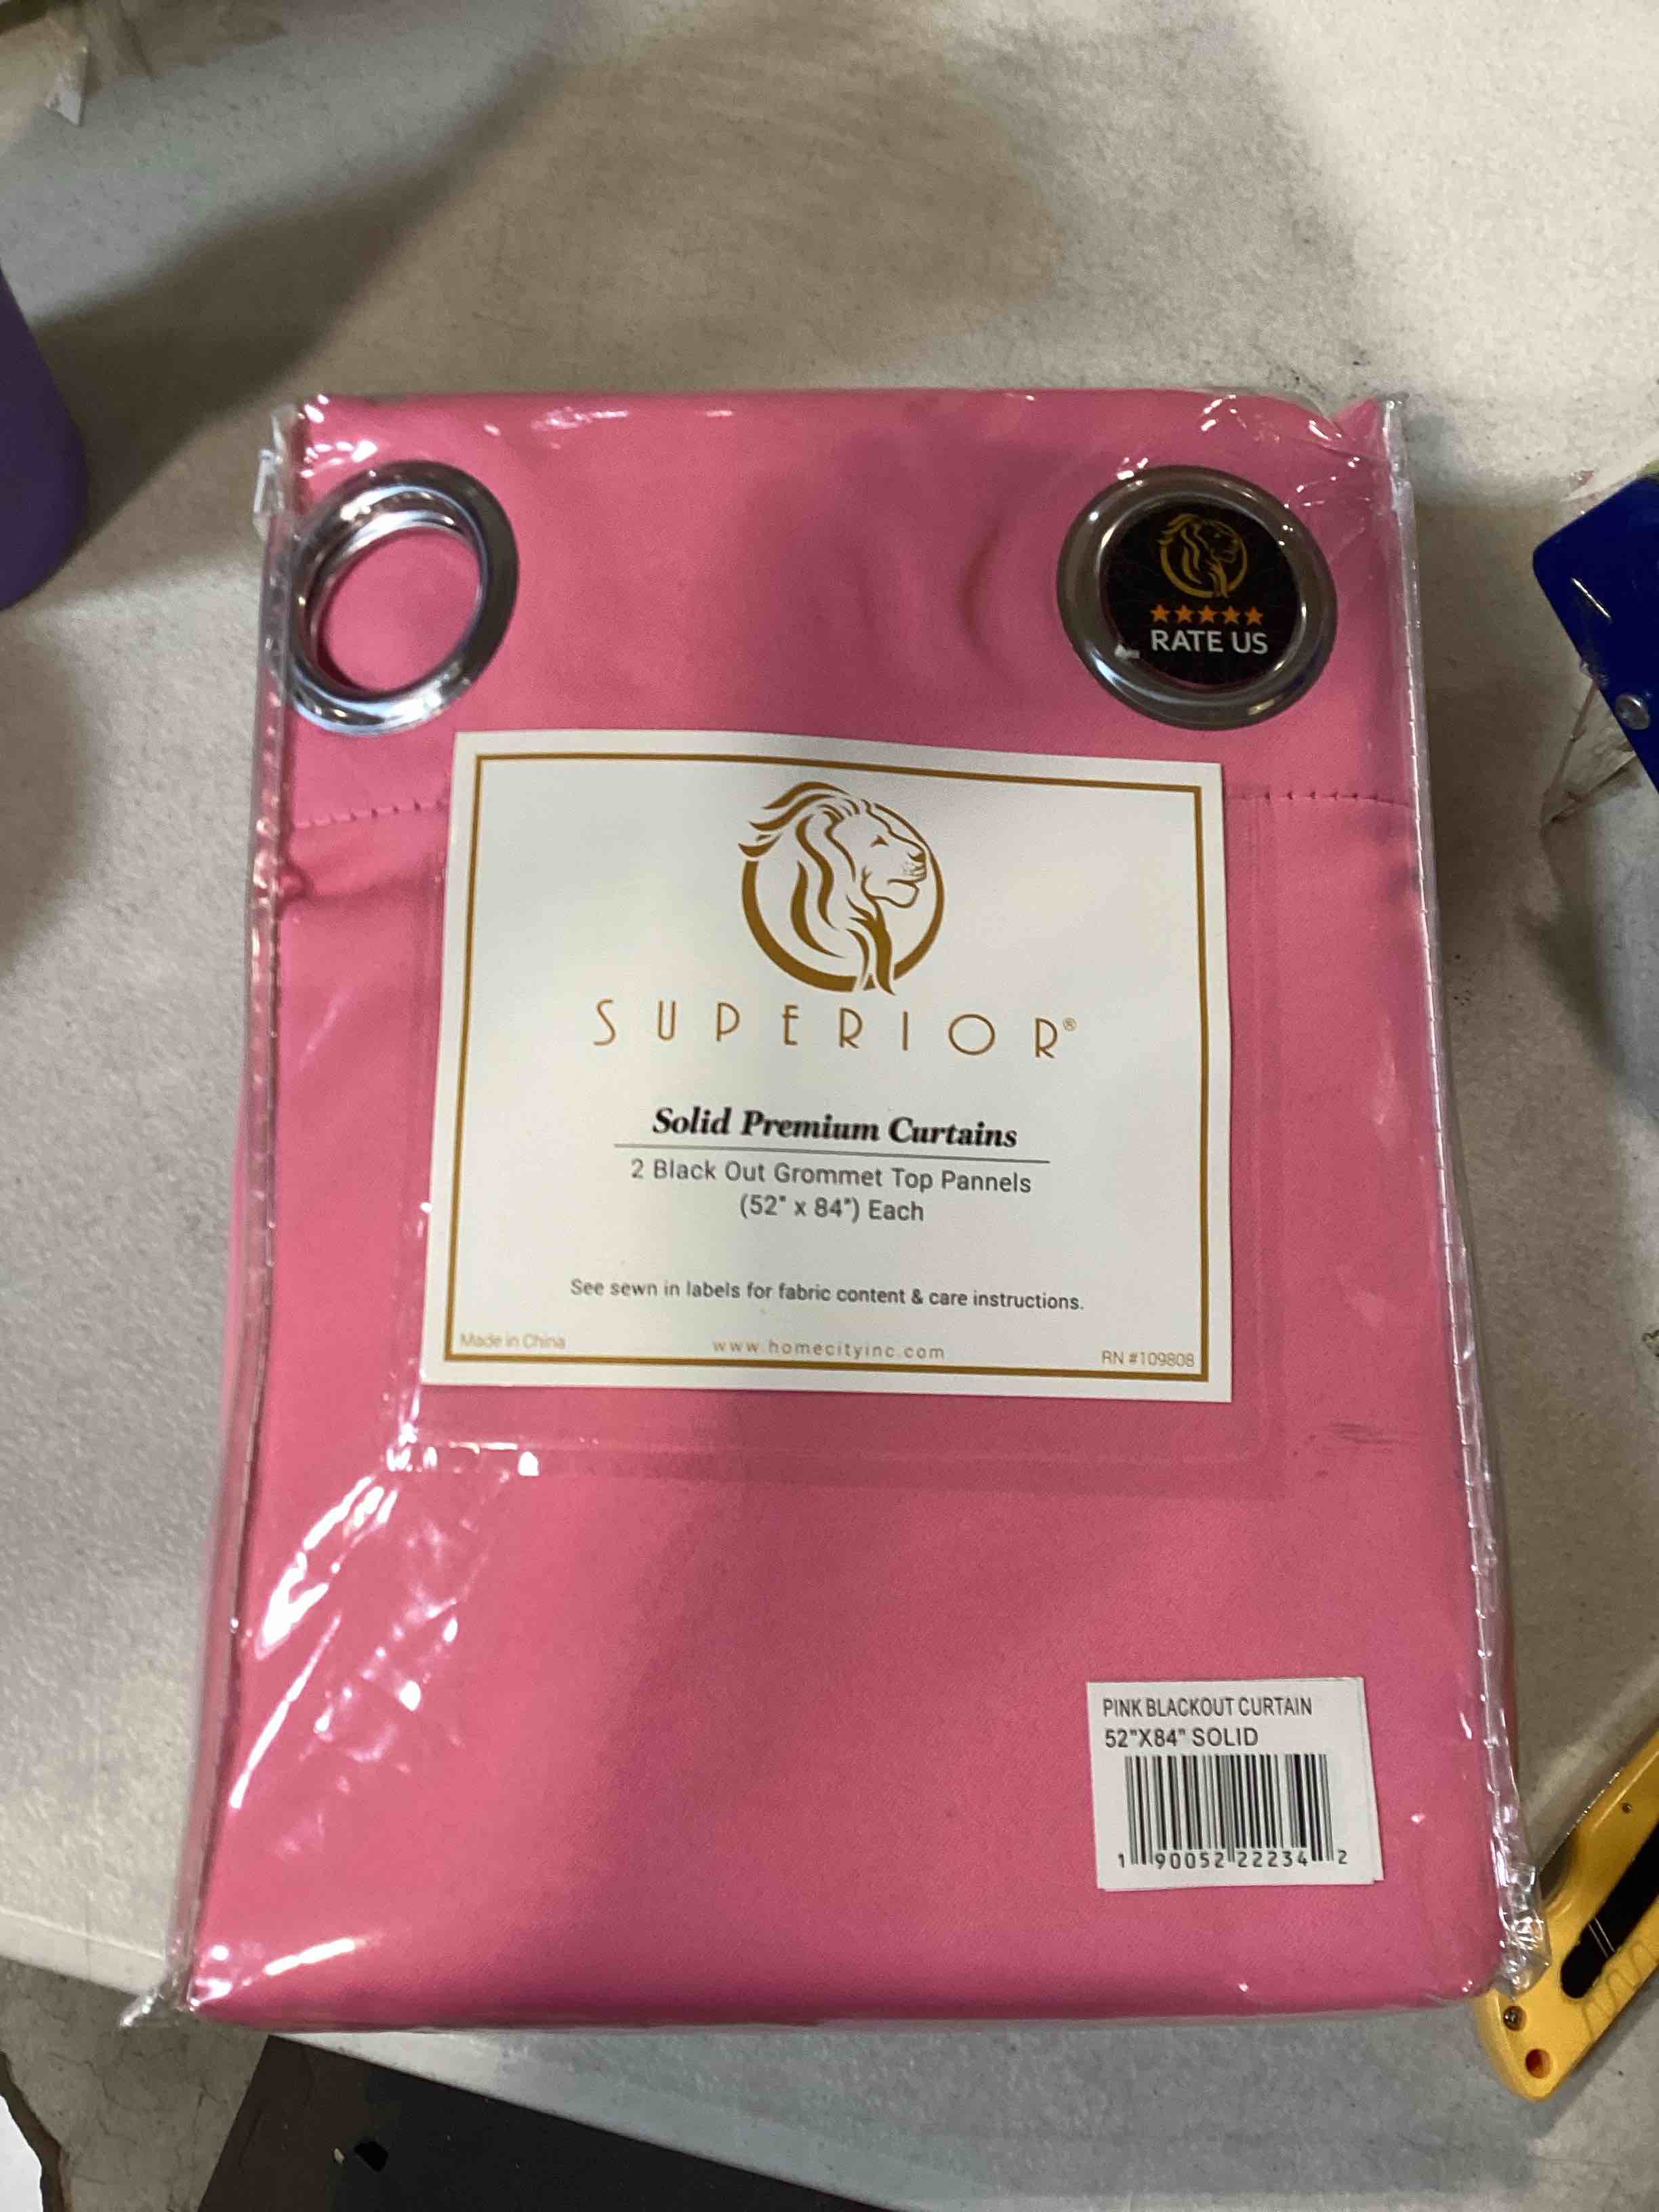 RATE US
SUPERIOR®
Solid Premium Curtains
2 Black Out Grommet Top Pannels
(52" x 84") Each
See sewn in labels for fabric content & care instructions.
Made in China
www.homecityinc.com
RN #109808
PINK BLACKOUT CURTAIN
52"X84" SOLID
1 90052 22234 2